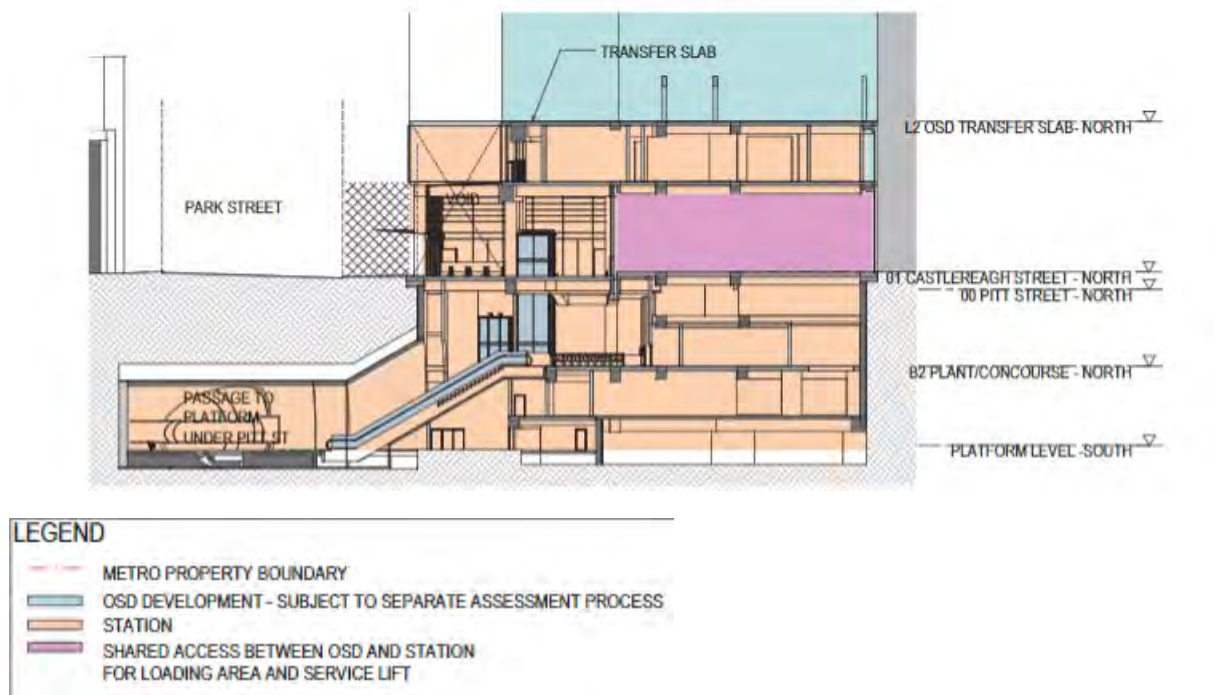 TRANSFER SLAB
L2 OSD TRANSFER SLAB- NORTH
PARK STREET
VOID
01 CASTLEREAGH STREET - NORTH
00 PITT STREET - NORTH
B2 PLANT/CONCOURSE - NORTH
PASSAGE TO
PLATFORM
UNDER PITT ST
PLATFORM LEVEL -SOUTH
LEGEND
METRO PROPERTY BOUNDARY
OSD DEVELOPMENT - SUBJECT TO SEPARATE ASSESSMENT PROCESS
STATION
SHARED ACCESS BETWEEN OSD AND STATION
FOR LOADING AREA AND SERVICE LIFT